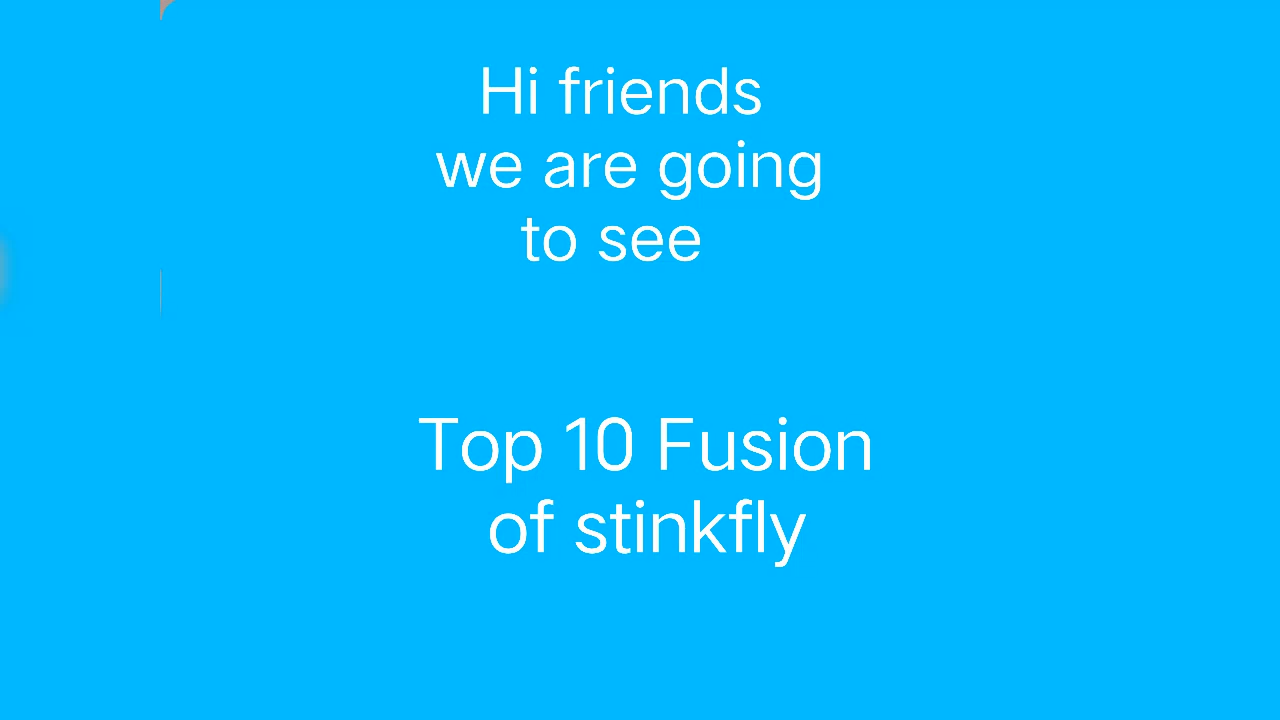 Hi friends
we are going
to see
Top 10 Fusion
of stinkfly